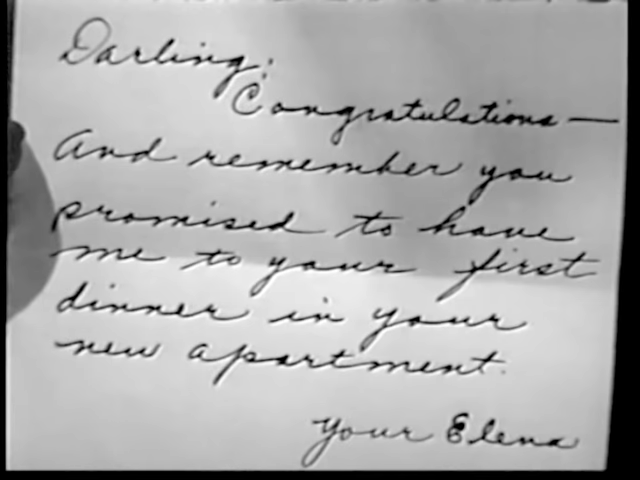 Darling:
Congratulations —
And remember you
promised to have
me to your first
dinner in your
new apartment.
Your Elena